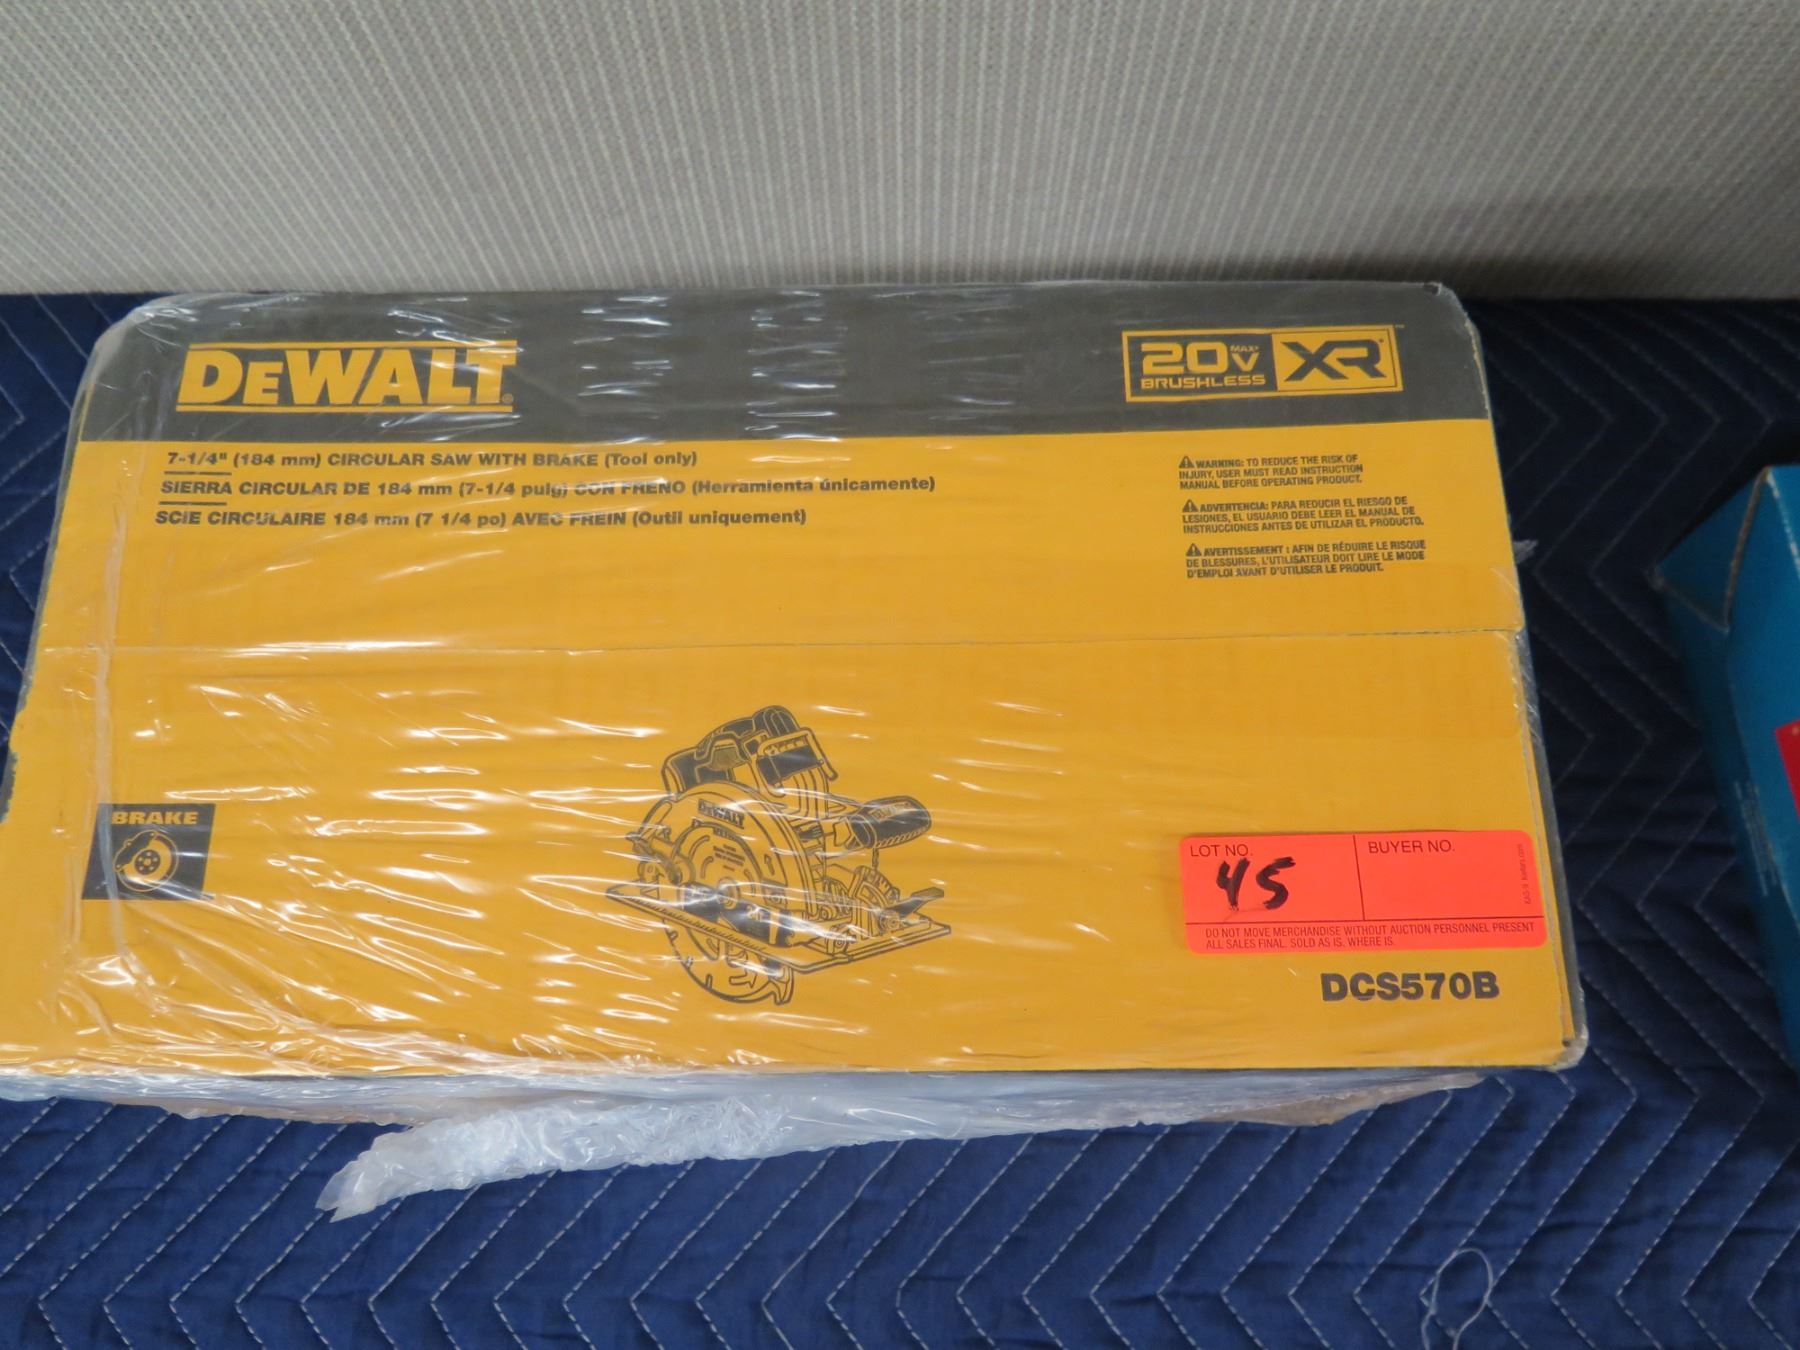 DEWALT®
20V MAX* XR®™
BRUSHLESS
7-1/4" (184 mm) CIRCULAR SAW WITH BRAKE (Tool only)
SIERRA CIRCULAR DE 184 mm (7-1/4 pulg) CON FRENO (Herramienta únicamente)
SCIE CIRCULAIRE 184 mm (7 1/4 po) AVEC FREIN (Outil uniquement)
WARNING: TO REDUCE THE RISK OF
INJURY, USER MUST READ INSTRUCTION
MANUAL BEFORE OPERATING PRODUCT.
ADVERTENCIA: PARA REDUCIR EL RIESGO DE
LESIONES, EL USUARIO DEBE LEER EL MANUAL DE
INSTRUCCIONES ANTES DE UTILIZAR EL PRODUCTO.
AVERTISSEMENT : AFIN DE RÉDUIRE LE RISQUE
DE BLESSURES, L'UTILISATEUR DOIT LIRE LE MODE
D'EMPLOI AVANT D'UTILISER LE PRODUIT.
BRAKE
DEWALT
LOT NO.
45
BUYER NO.
DO NOT MOVE MERCHANDISE WITHOUT AUCTION PERSONNEL PRESENT
ALL SALES FINAL. SOLD AS IS. WHERE IS.
DCS570B